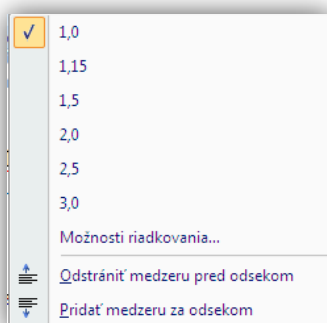 1,0
1,15
1,5
2,0
2,5
3,0
Možnosti riadkovania...
Odstrániť medzeru pred odsekom
Pridať medzeru za odsekom